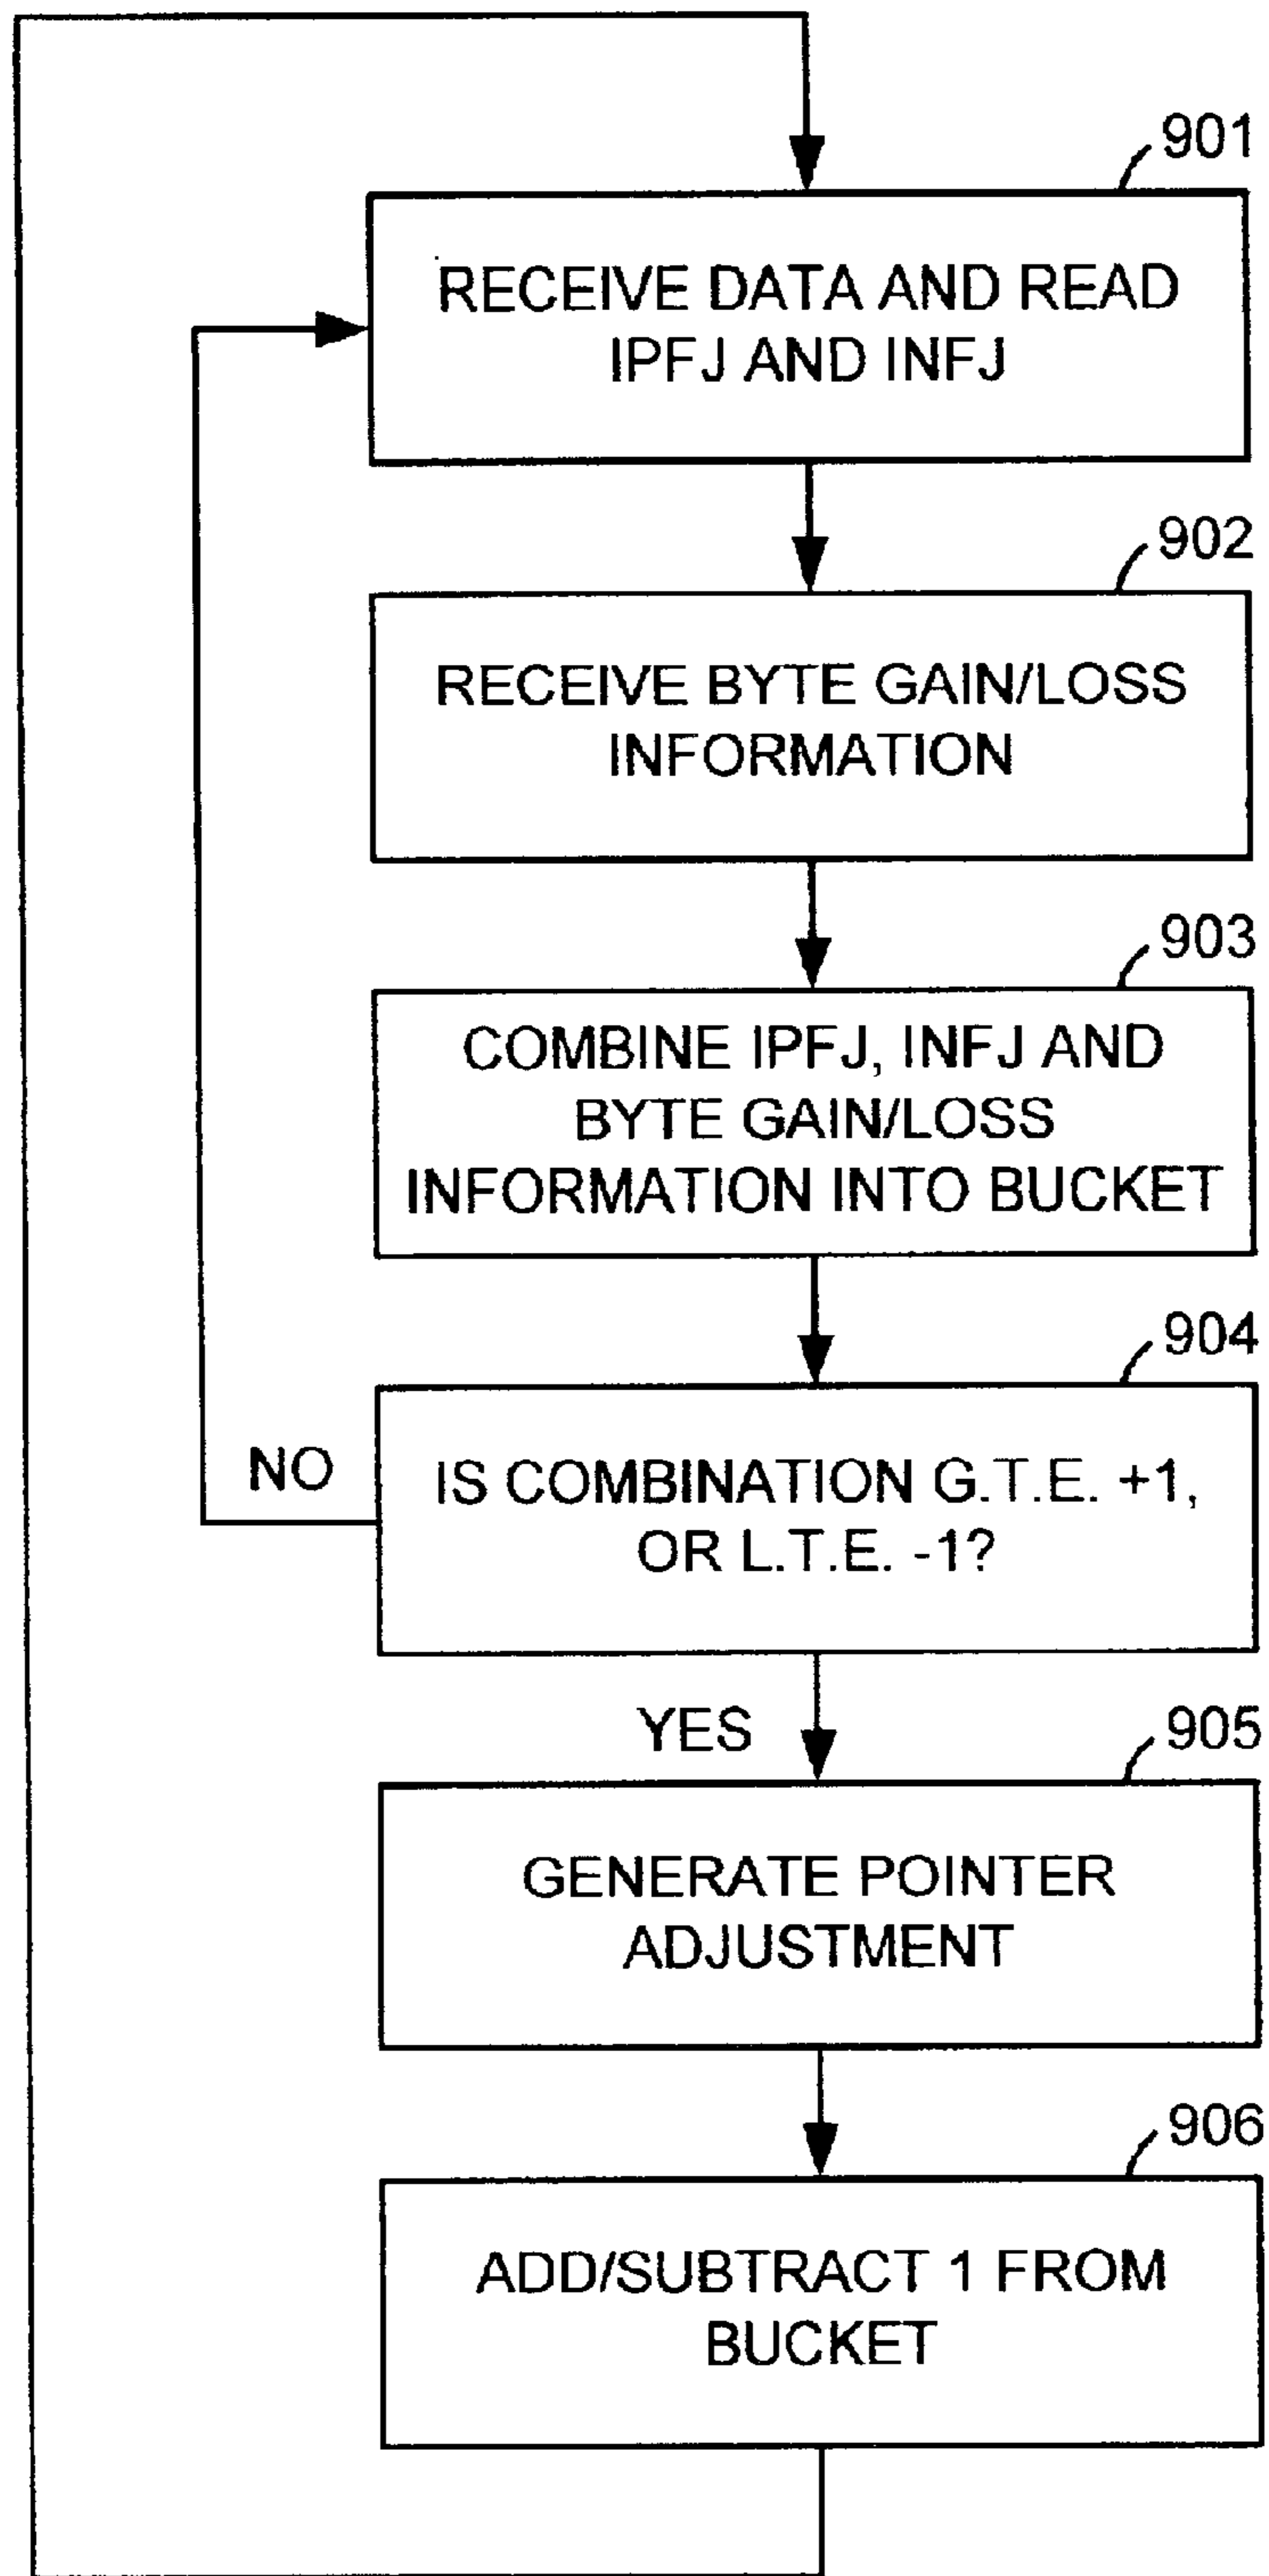 901
RECEIVE DATA AND READ
IPFJ AND INFJ
902
RECEIVE BYTE GAIN/LOSS
INFORMATION
903
COMBINE IPFJ, INFJ AND
BYTE GAIN/LOSS
INFORMATION INTO BUCKET
904
NO
IS COMBINATION G.T.E. +1,
OR L.T.E. -1?
YES
905
GENERATE POINTER
ADJUSTMENT
906
ADD/SUBTRACT 1 FROM
BUCKET